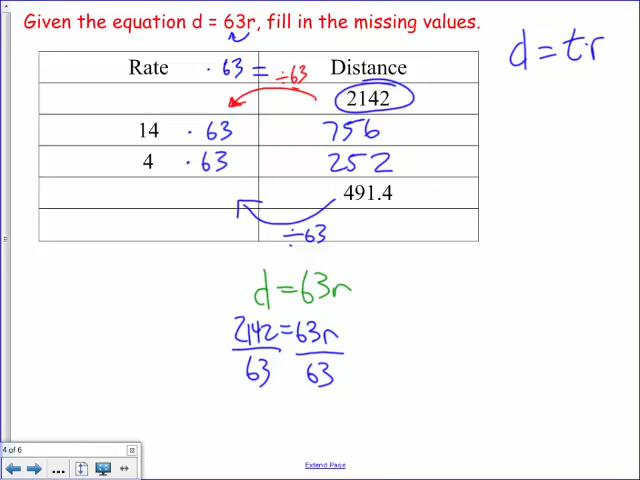 Given the equation d = 63r, fill in the missing values.
d = t·r
Rate · 63 = ÷63 Distance
2142
14 · 63 756
4 · 63 252
491.4
÷63
d = 63r
2142 = 63r
63 63
4 of 6
...
Extend Page